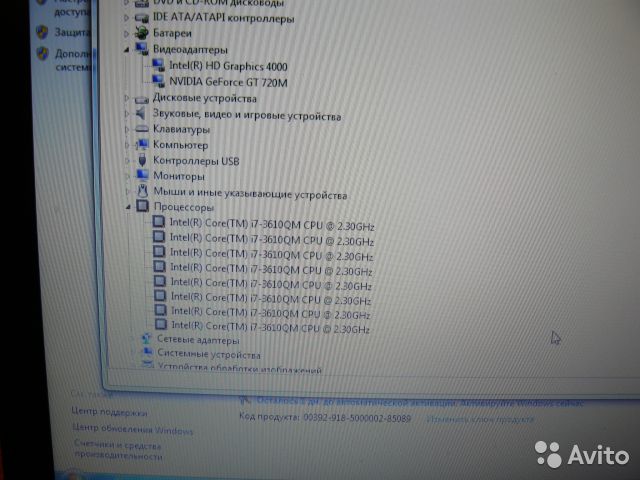 DVD и CD-ROM дисководы
доступа
IDE ATA/ATAPI контроллеры
Защита
Батареи
Видеоадаптеры
Дополн
системы
Intel(R) HD Graphics 4000
NVIDIA GeForce GT 720M
Дисковые устройства
Звуковые, видео и игровые устройства
Клавиатуры
Компьютер
Контроллеры USB
Мониторы
Мыши и иные указывающие устройства
Процессоры
Intel(R) Core(TM) i7-3610QM CPU @ 2.30GHz
Intel(R) Core(TM) i7-3610QM CPU @ 2.30GHz
Intel(R) Core(TM) i7-3610QM CPU @ 2.30GHz
Intel(R) Core(TM) i7-3610QM CPU @ 2.30GHz
Intel(R) Core(TM) i7-3610QM CPU @ 2.30GHz
Intel(R) Core(TM) i7-3610QM CPU @ 2.30GHz
Intel(R) Core(TM) i7-3610QM CPU @ 2.30GHz
Intel(R) Core(TM) i7-3610QM CPU @ 2.30GHz
Сетевые адаптеры
Системные устройства
Устройства обработки изображений
См. также
Осталось дн. до автоматической активации. Активируйте Windows сейчас
Центр поддержки
Код продукта: 00392-918-5000002-85089 Изменить ключ продукта
Центр обновления Windows
Счетчики и средства
производительности
Avito